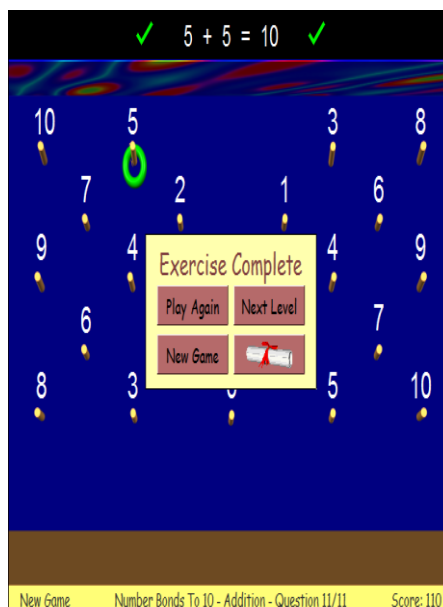 5 + 5 = 10
10 5 3 8
7 2 1 6
9 4 4 9
Exercise Complete
Play Again Next Level
6 7
New Game
8 3 5 10
New Game Number Bonds To 10 - Addition - Question 11/11 Score: 110